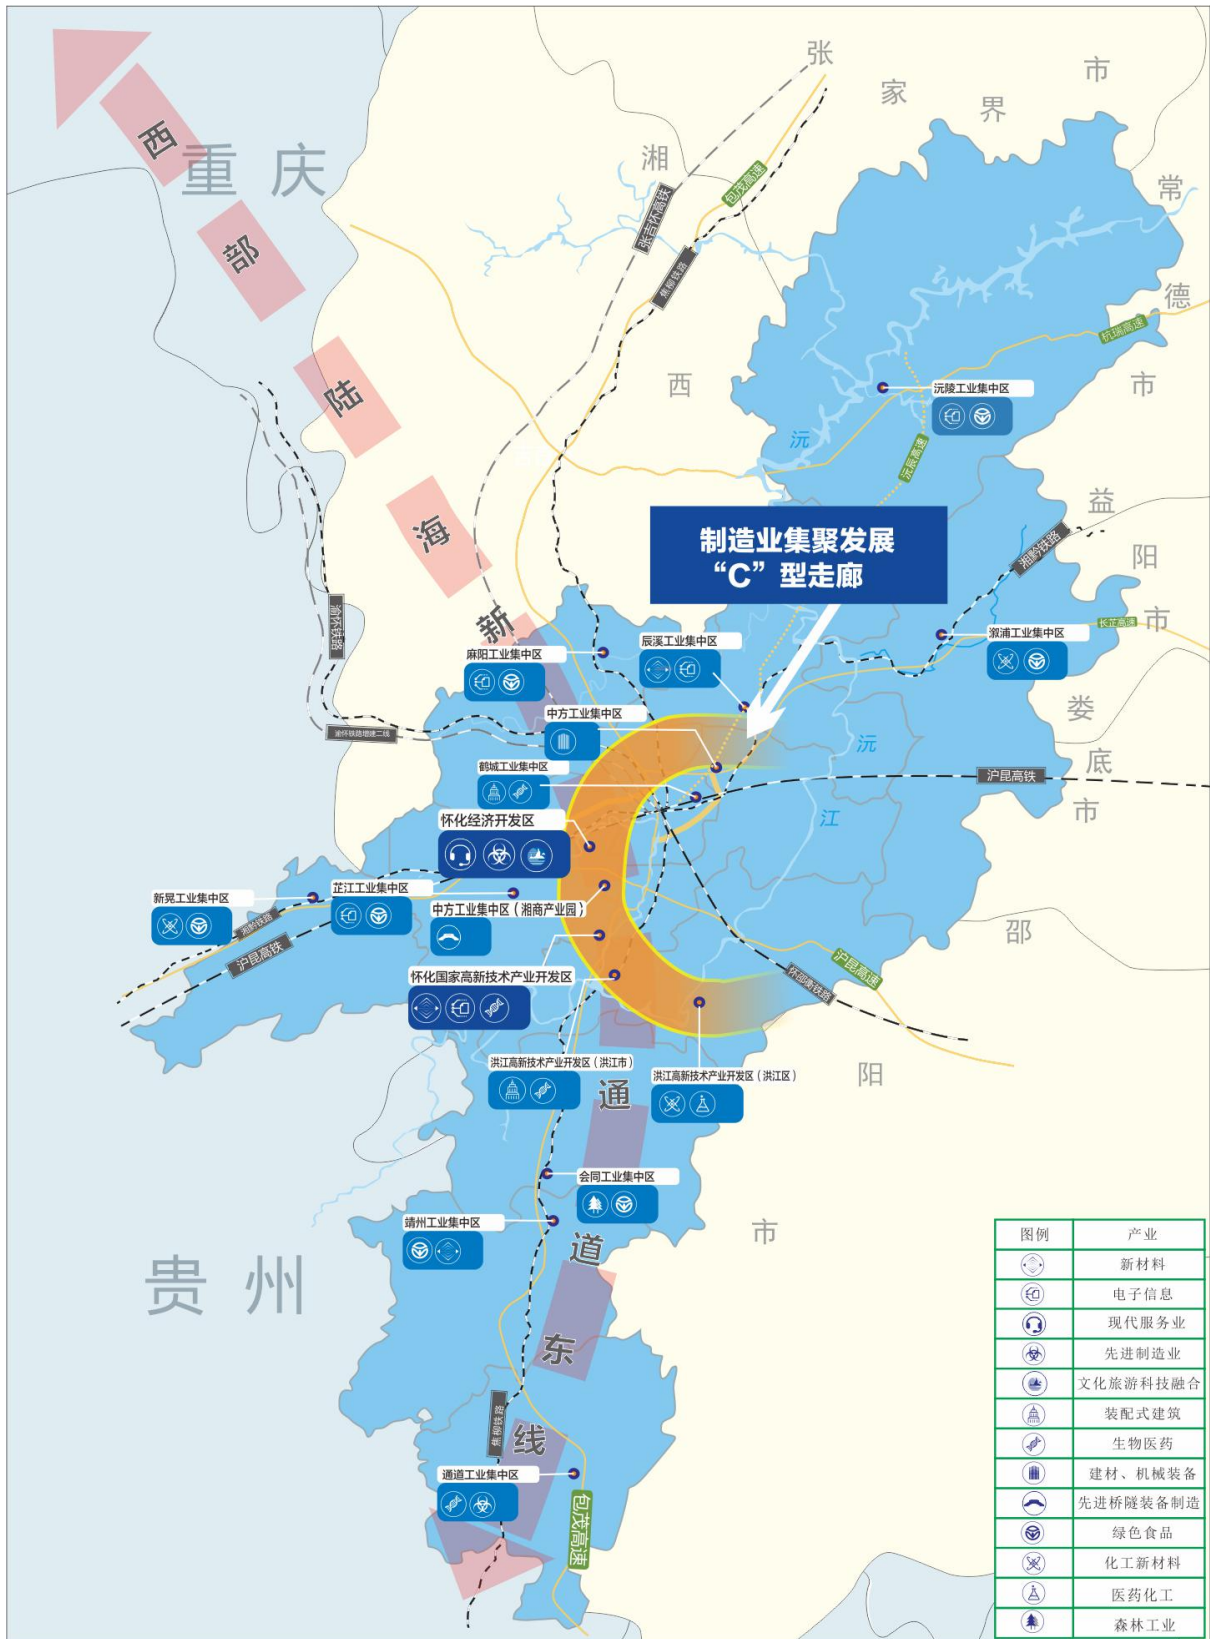 张
家
界
市
湘
西
常
德
市
益
阳
市
娄
底
市
邵
阳
市
重庆
贵州
西
部
陆
海
新
通
道
东
线
包茂高速
张吉怀高铁
焦柳铁路
杭瑞高速
沅陵工业集中区
沅
沅辰高速
制造业集聚发展
“C”型走廊
湘黔铁路
渝怀铁路
长芷高速
溆浦工业集中区
辰溪工业集中区
麻阳工业集中区
中方工业集中区
渝怀铁路增建二线
沅
江
鹤城工业集中区
沪昆高铁
怀化经济开发区
芷江工业集中区
新晃工业集中区
中方工业集中区（湘商产业园）
湘黔铁路
沪昆高铁
沪昆高速
怀邵衡铁路
怀化国家高新技术产业开发区
洪江高新技术产业开发区（洪江市）
洪江高新技术产业开发区（洪江区）
会同工业集中区
靖州工业集中区
焦柳铁路
通道工业集中区
包茂高速
图例 产业
新材料
电子信息
现代服务业
先进制造业
文化旅游科技融合
装配式建筑
生物医药
建材、机械装备
先进桥隧装备制造
绿色食品
化工新材料
医药化工
森林工业